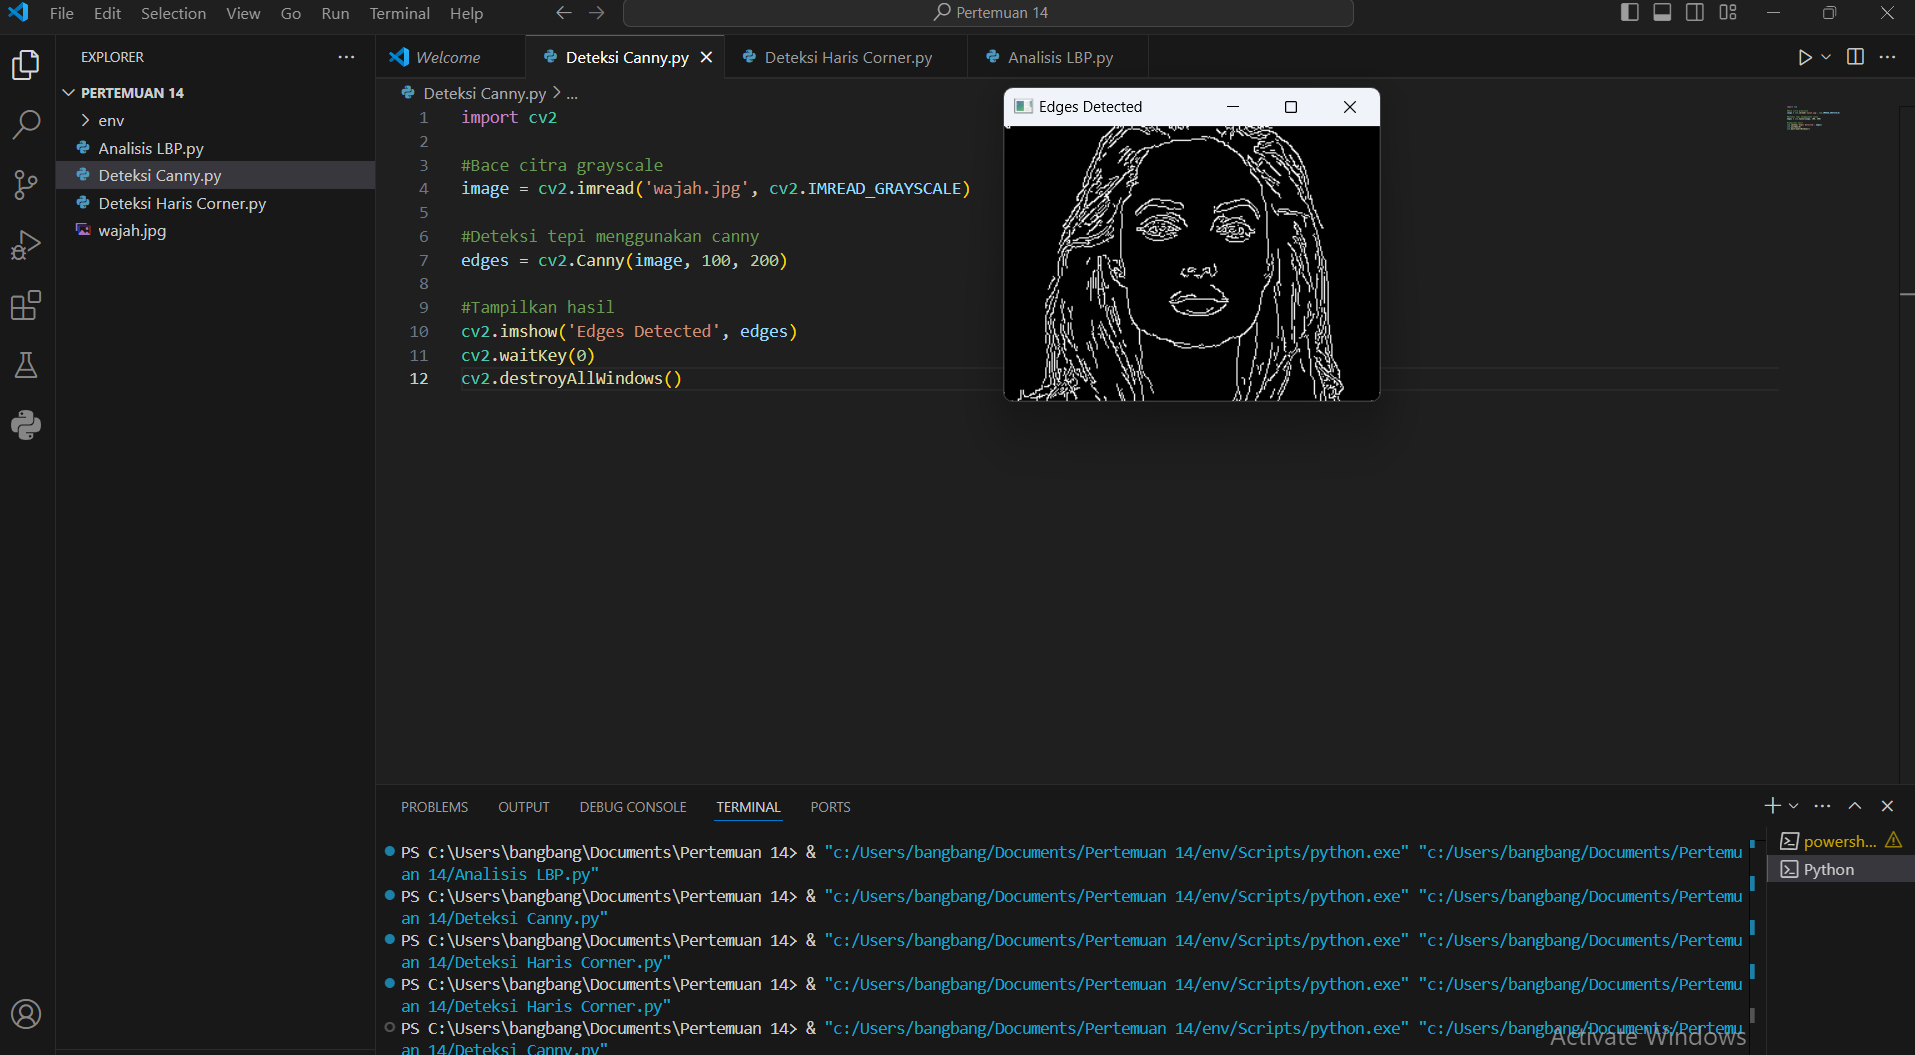 File Edit Selection View Go Run Terminal Help
Pertemuan 14
EXPLORER
PERTEMUAN 14
env
Analisis LBP.py
Deteksi Canny.py
Deteksi Haris Corner.py
wajah.jpg
Welcome
Deteksi Canny.py
Deteksi Haris Corner.py
Analisis LBP.py
Deteksi Canny.py > ...
1 import cv2
2
3 #Bace citra grayscale
4 image = cv2.imread('wajah.jpg', cv2.IMREAD_GRAYSCALE)
5
6 #Deteksi tepi menggunakan canny
7 edges = cv2.Canny(image, 100, 200)
8
9 #Tampilkan hasil
10 cv2.imshow('Edges Detected', edges)
11 cv2.waitKey(0)
12 cv2.destroyAllWindows()
Edges Detected
PROBLEMS OUTPUT DEBUG CONSOLE TERMINAL PORTS
PS C:\Users\bangbang\Documents\Pertemuan 14> & "c:/Users/bangbang/Documents/Pertemuan 14/env/Scripts/python.exe" "c:/Users/bangbang/Documents/Pertemu
an 14/Analisis LBP.py"
PS C:\Users\bangbang\Documents\Pertemuan 14> & "c:/Users/bangbang/Documents/Pertemuan 14/env/Scripts/python.exe" "c:/Users/bangbang/Documents/Pertemu
an 14/Deteksi Canny.py"
PS C:\Users\bangbang\Documents\Pertemuan 14> & "c:/Users/bangbang/Documents/Pertemuan 14/env/Scripts/python.exe" "c:/Users/bangbang/Documents/Pertemu
an 14/Deteksi Haris Corner.py"
PS C:\Users\bangbang\Documents\Pertemuan 14> & "c:/Users/bangbang/Documents/Pertemuan 14/env/Scripts/python.exe" "c:/Users/bangbang/Documents/Pertemu
an 14/Deteksi Haris Corner.py"
PS C:\Users\bangbang\Documents\Pertemuan 14> & "c:/Users/bangbang/Documents/Pertemuan 14/env/Scripts/python.exe" "c:/Users/bangbang/Documents/Pertemu
an 14/Deteksi Canny.py"
powersh...
Python
Activate Windows